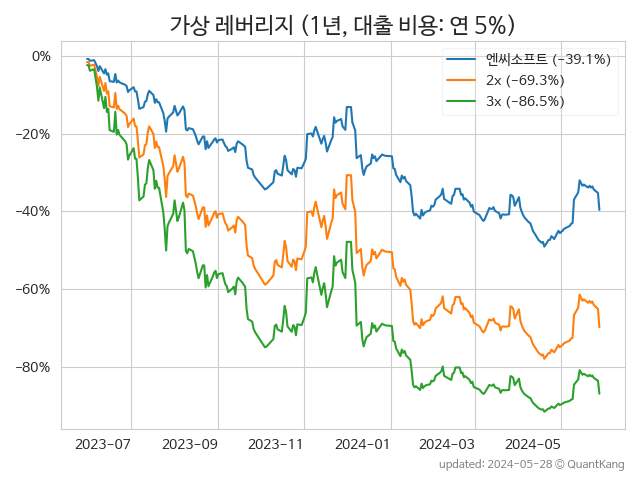 가상 레버리지 (1년, 대출 비용: 연 5%)
0%
−20%
−40%
−60%
−80%
엔씨소프트 (−39.1%)
2x (−69.3%)
3x (−86.5%)
2023-07 2023-09 2023-11 2024-01 2024-03 2024-05
updated: 2024-05-28 © QuantKang